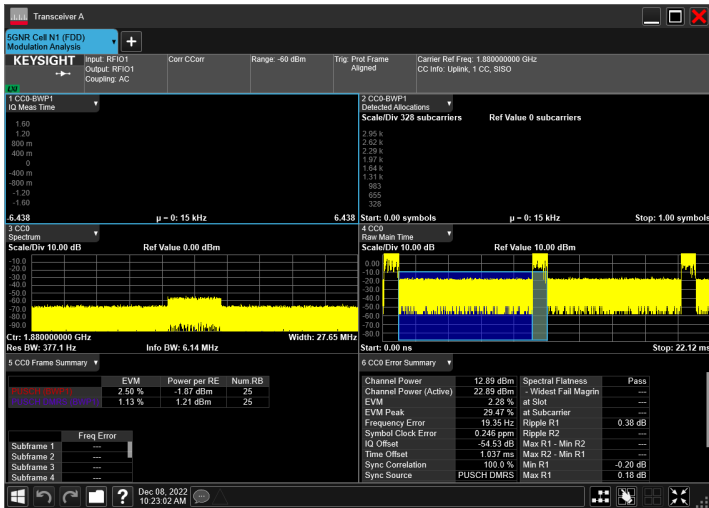 Transceiver A
5GNR Cell N1 (FDD)
Modulation Analysis
+
KEYSIGHT
Input: RFIO1
Output: RFIO1
Coupling: AC
Corr CCorr
Range: -60 dBm
Trig: Prot Frame
Aligned
Carrier Ref Freq: 1.880000000 GHz
CC Info: Uplink, 1 CC, SISO
LXI
1 CC0-BWP1
IQ Meas Time
1.60
1.20
800 m
400 m
0
-400 m
-800 m
-1.20
-1.60
-6.438 μ = 0: 15 kHz 6.438
2 CC0-BWP1
Detected Allocations
Scale/Div 328 subcarriers Ref Value 0 subcarriers
2.95 k
2.62 k
2.29 k
1.97 k
1.64 k
1.31 k
983
655
328
Start: 0.00 symbols μ = 0: 15 kHz Stop: 1.00 symbols
3 CC0
Spectrum
Scale/Div 10.00 dB Ref Value 0.00 dBm
-10.0
-20.0
-30.0
-40.0
-50.0
-60.0
-70.0
-80.0
-90.0
Ctr: 1.880000000 GHz Width: 27.65 MHz
Res BW: 377.1 Hz Info BW: 6.14 MHz
4 CC0
Raw Main Time
Scale/Div 10.00 dB Ref Value 10.00 dBm
0.00
-10.0
-20.0
-30.0
-40.0
-50.0
-60.0
-70.0
-80.0
Start: 0.00 ns Stop: 22.12 ms
5 CC0 Frame Summary
EVM Power per RE Num.RB
2.50 % -1.87 dBm 25
1.13 % 1.21 dBm 25
Freq Error
Subframe 1 ---
Subframe 2 ---
Subframe 3 ---
Subframe 4 ---
6 CC0 Error Summary
Channel Power 12.89 dBm Spectral Flatness Pass
Channel Power (Active) 22.89 dBm - Widest Fail Magrin ---
EVM 2.28 % at Slot ---
EVM Peak 29.47 % at Subcarrier ---
Frequency Error 19.35 Hz Ripple R1 0.38 dB
Symbol Clock Error 0.246 ppm Ripple R2 ---
IQ Offset -54.53 dB Max R1 - Min R2 ---
Time Offset 1.037 ms Max R2 - Min R1 ---
Sync Correlation 100.0 % Min R1 -0.20 dB
Sync Source PUSCH DMRS Max R1 0.18 dB
?
Dec 08, 2022
10:23:02 AM